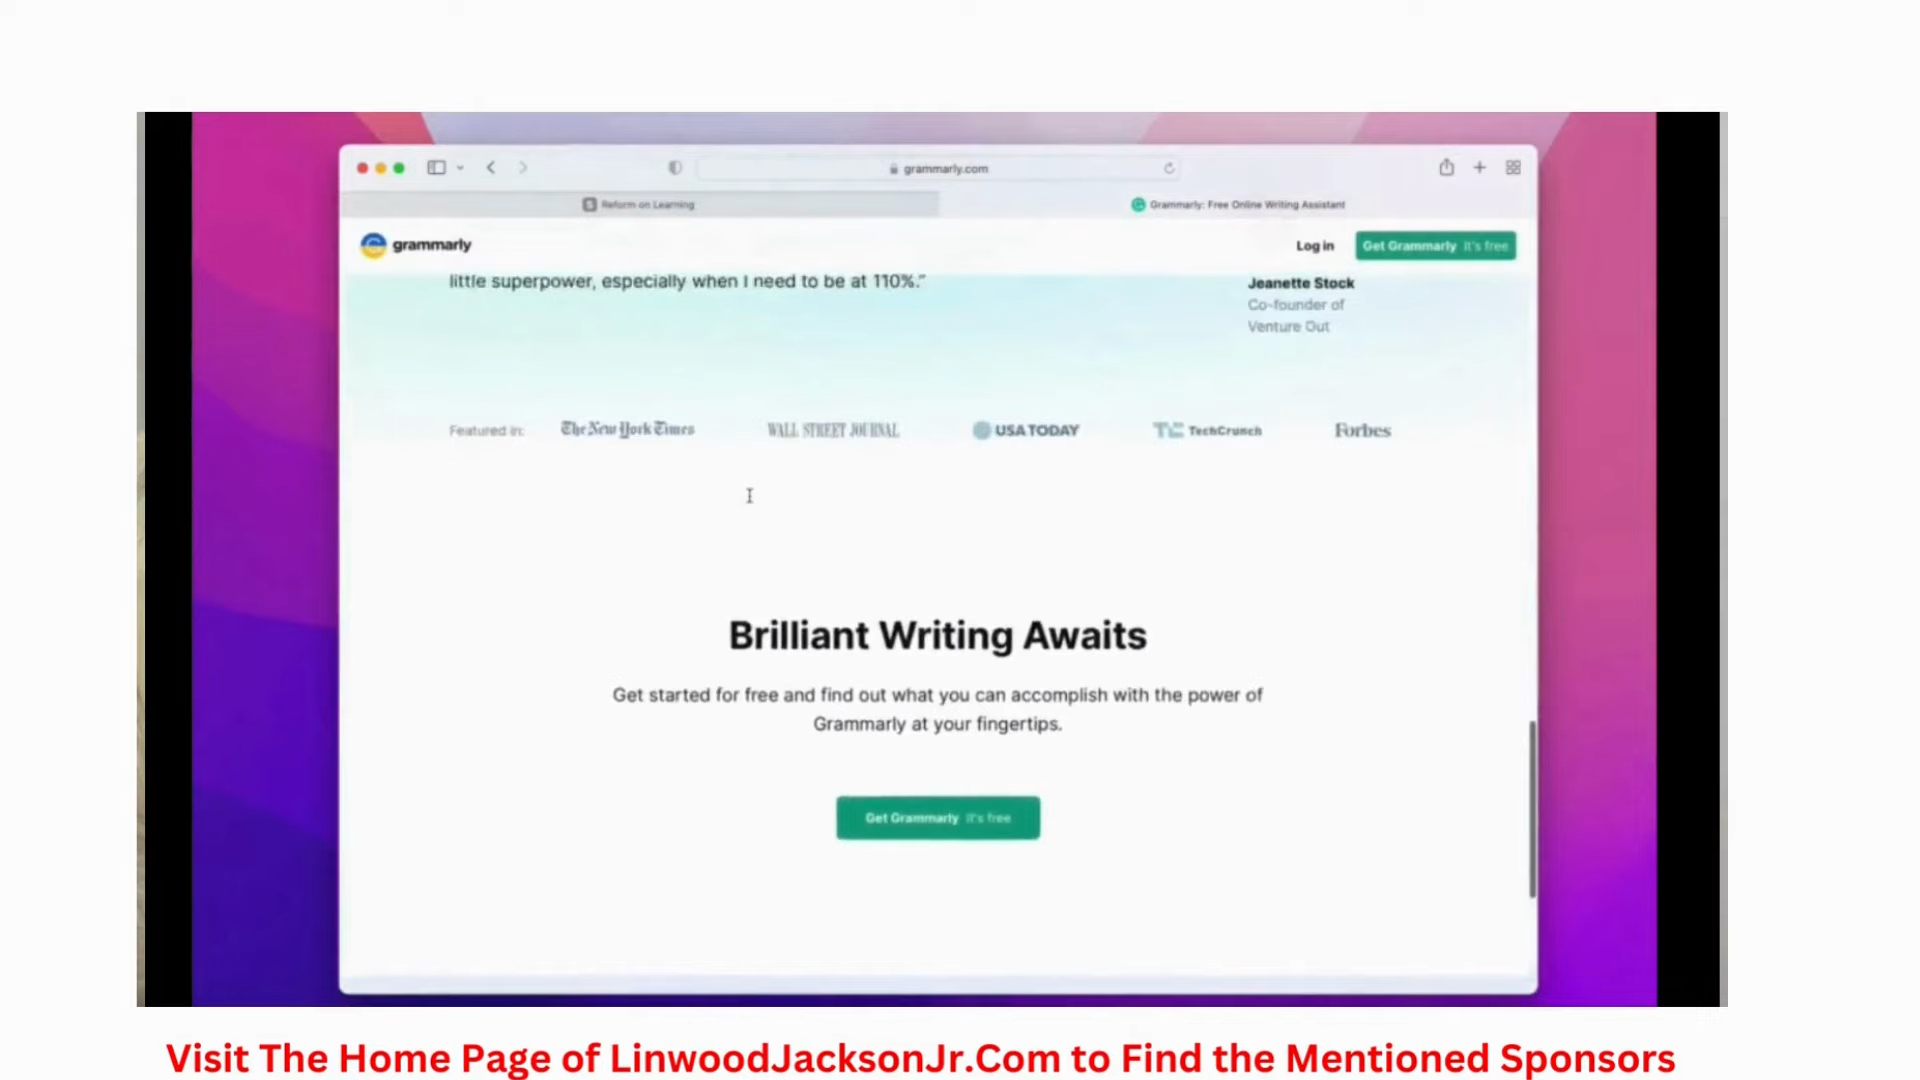 grammarly.com
Reform on Learning
Grammarly: Free Online Writing Assistant
grammarly
Log in
Get Grammarly It's free
little superpower, especially when I need to be at 110%."
Jeanette Stock
Co-founder of
Venture Out
Featured in:
The New York Times
WALL STREET JOURNAL
USA TODAY
TC TechCrunch
Forbes
Brilliant Writing Awaits
Get started for free and find out what you can accomplish with the power of
Grammarly at your fingertips.
Get Grammarly It's free
Visit The Home Page of LinwoodJacksonJr.Com to Find the Mentioned Sponsors